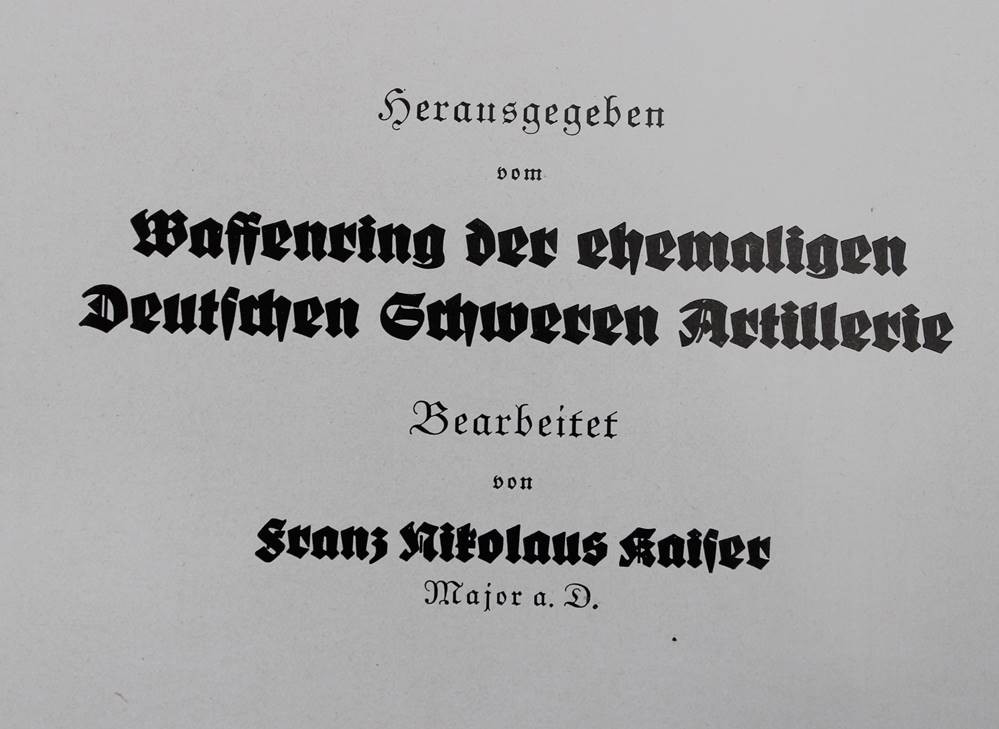 Herausgegeben
vom
Waffenring der ehemaligen
Deutschen Schweren Artillerie
Bearbeitet
von
Franz Nikolaus Kaiser
Major a. D.